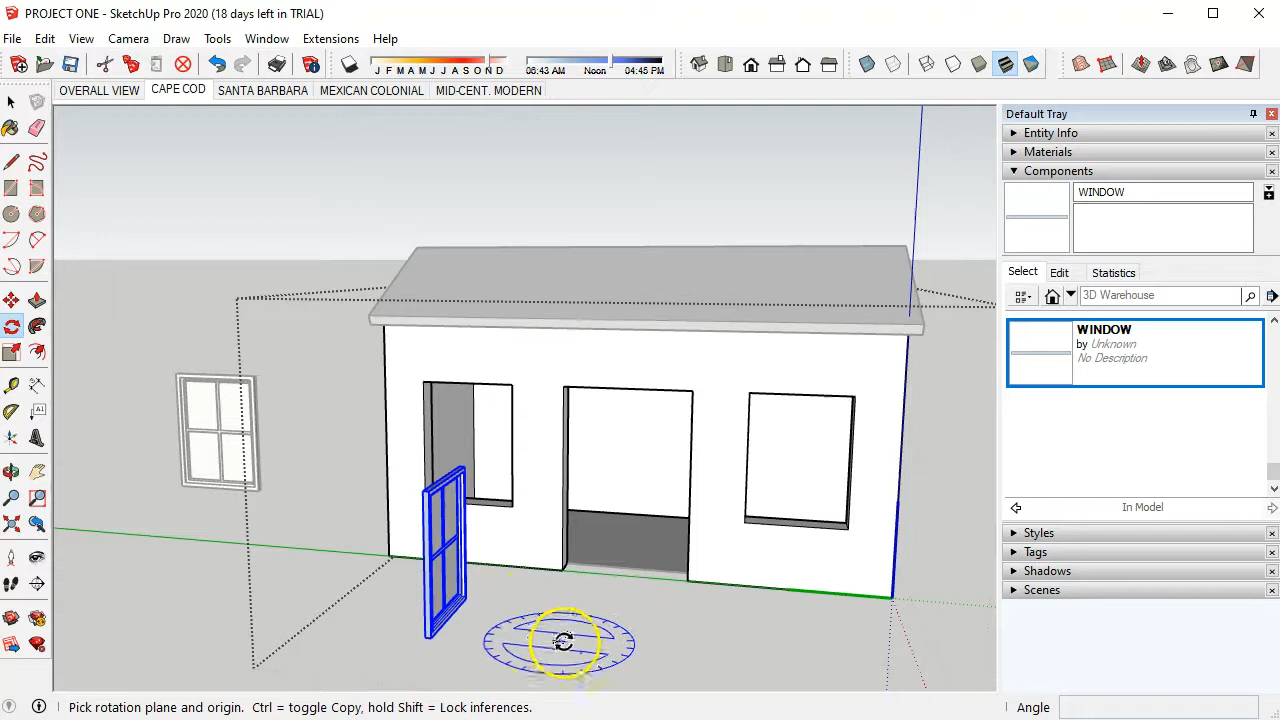 PROJECT ONE - SketchUp Pro 2020 (18 days left in TRIAL)
File Edit View Camera Draw Tools Window Extensions Help
J F M A M J J A S O N D 06:43 AM Noon 04:45 PM
OVERALL VIEW CAPE COD SANTA BARBARA MEXICAN COLONIAL MID-CENT. MODERN
Default Tray
Entity Info
Materials
Components
WINDOW
Select Edit Statistics
3D Warehouse
WINDOW
by Unknown
No Description
In Model
Styles
Tags
Shadows
Scenes
A1
Pick rotation plane and origin. Ctrl = toggle Copy, hold Shift = Lock inferences. Angle